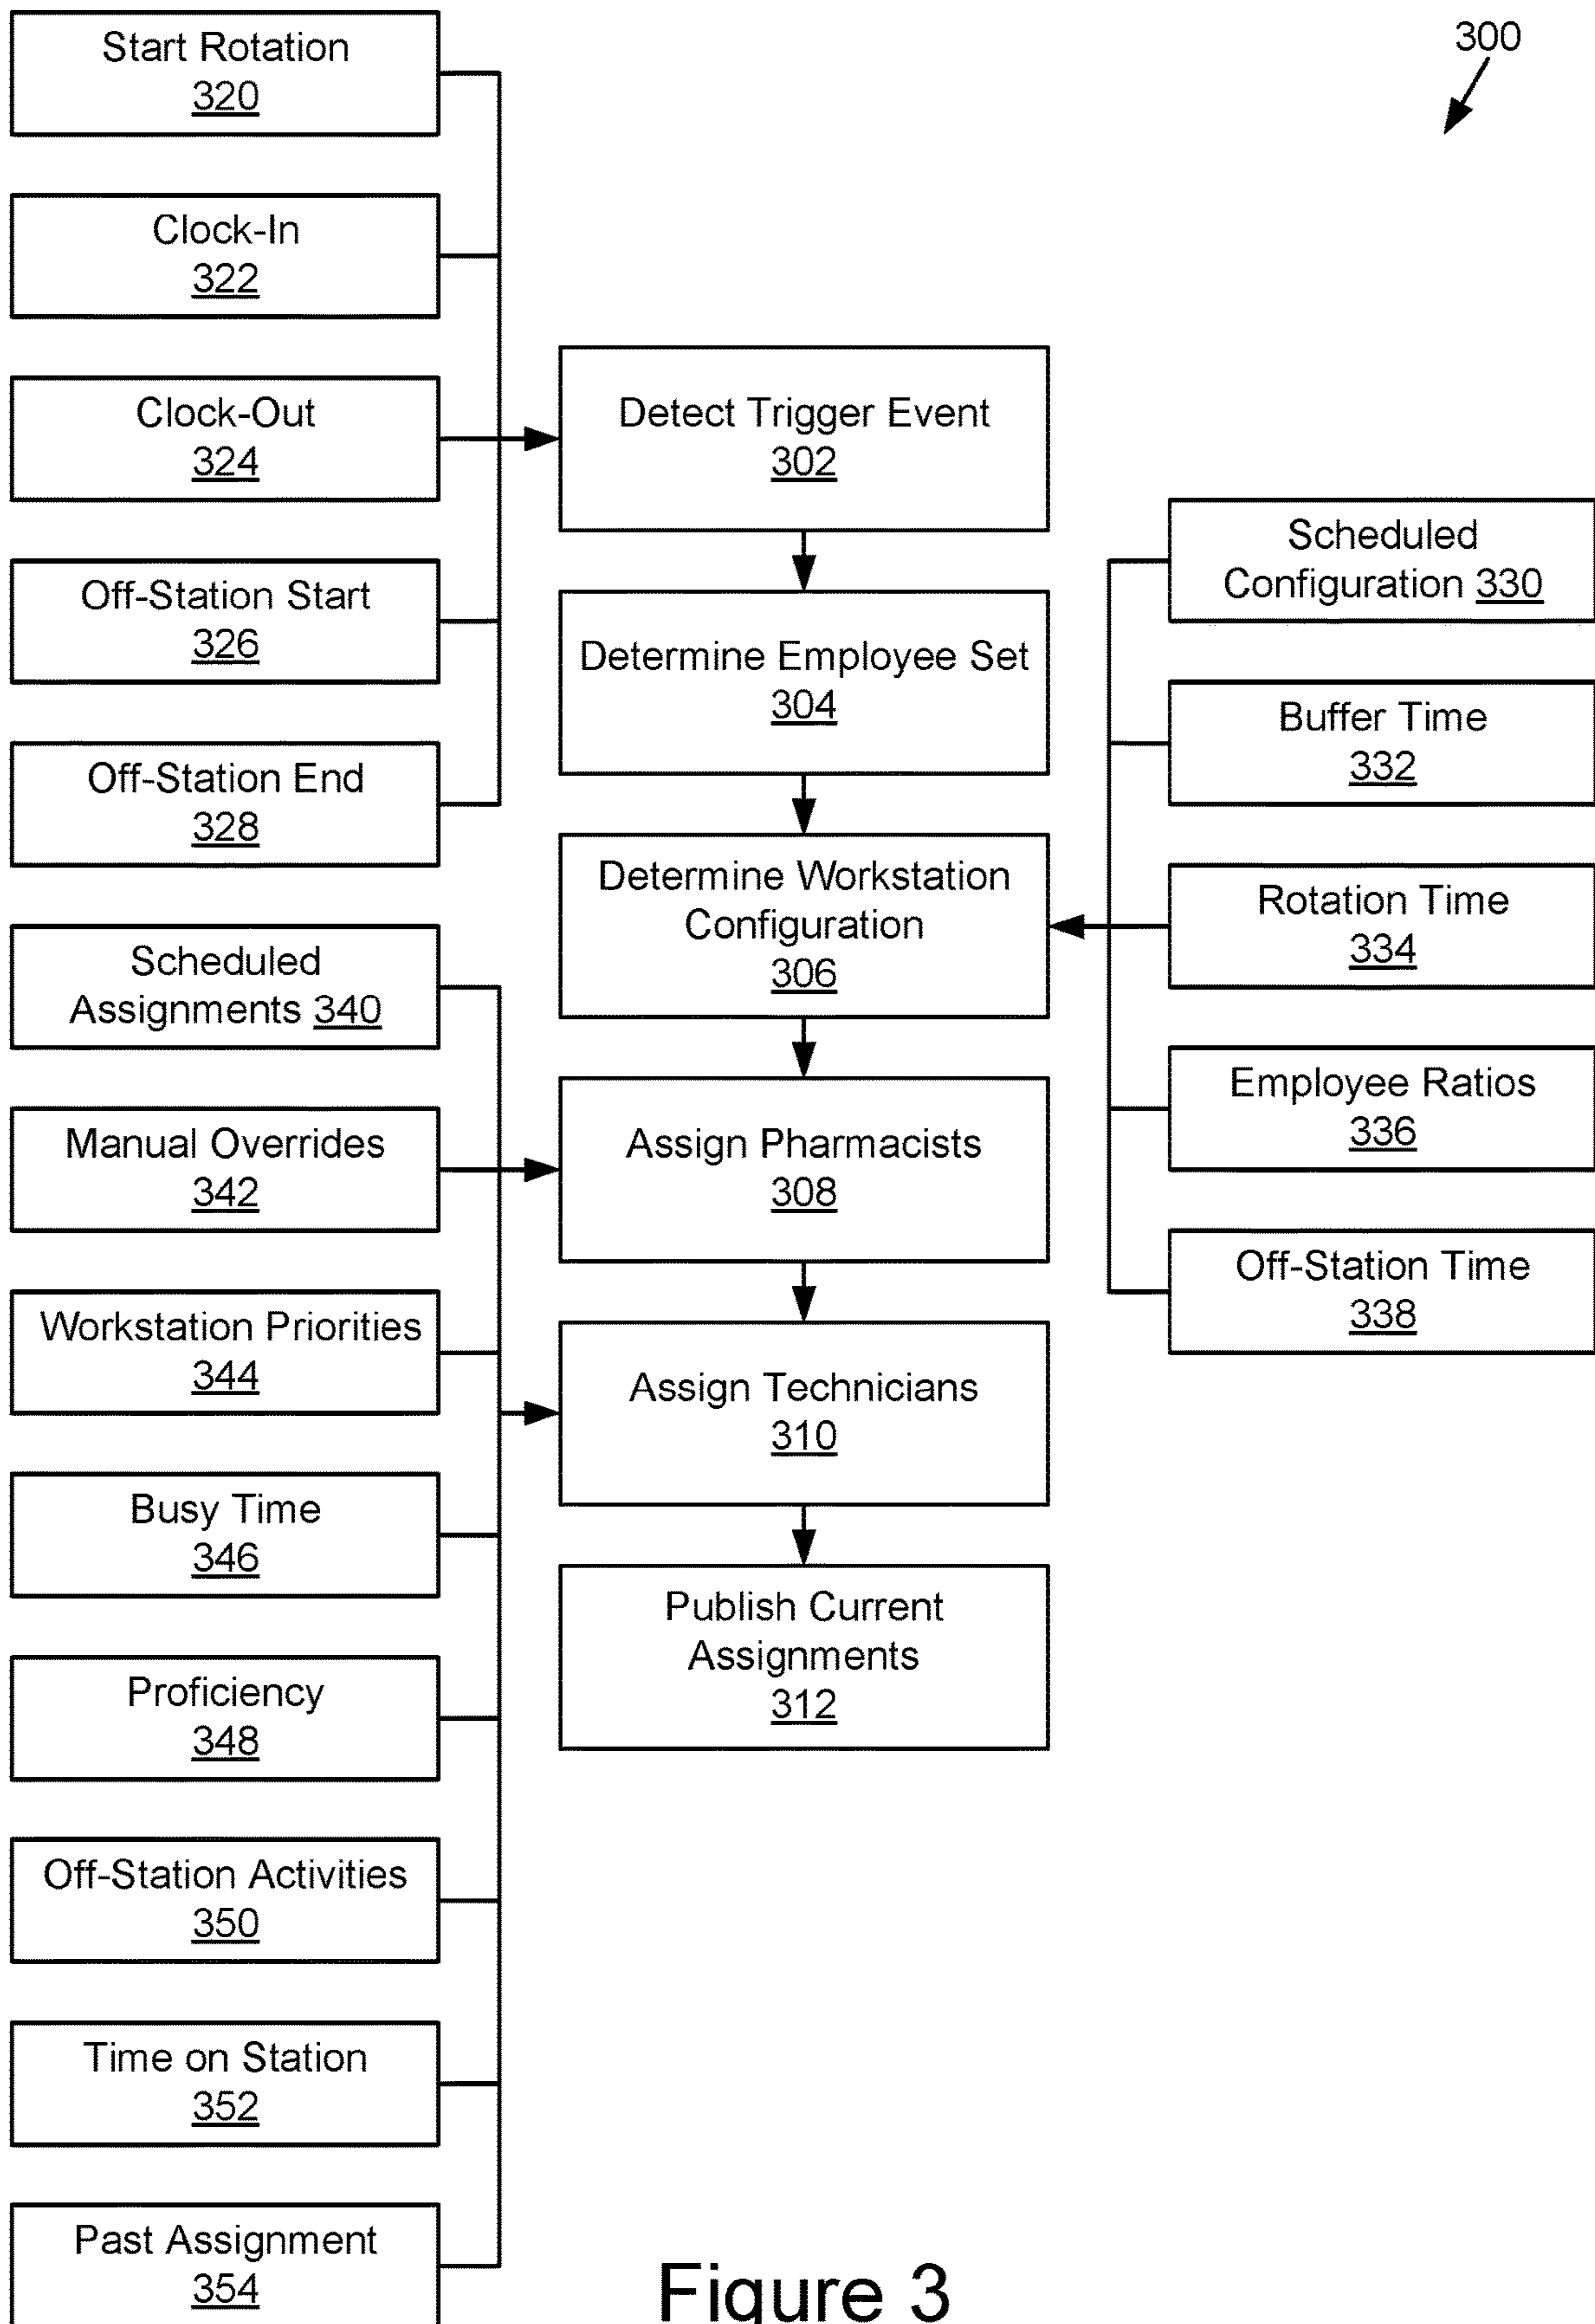 300
Start Rotation
320
Clock-In
322
Clock-Out
324
Off-Station Start
326
Off-Station End
328
Scheduled
Assignments 340
Manual Overrides
342
Workstation Priorities
344
Busy Time
346
Proficiency
348
Off-Station Activities
350
Time on Station
352
Past Assignment
354
Detect Trigger Event
302
Determine Employee Set
304
Determine Workstation
Configuration
306
Assign Pharmacists
308
Assign Technicians
310
Publish Current
Assignments
312
Scheduled
Configuration 330
Buffer Time
332
Rotation Time
334
Employee Ratios
336
Off-Station Time
338
Figure 3